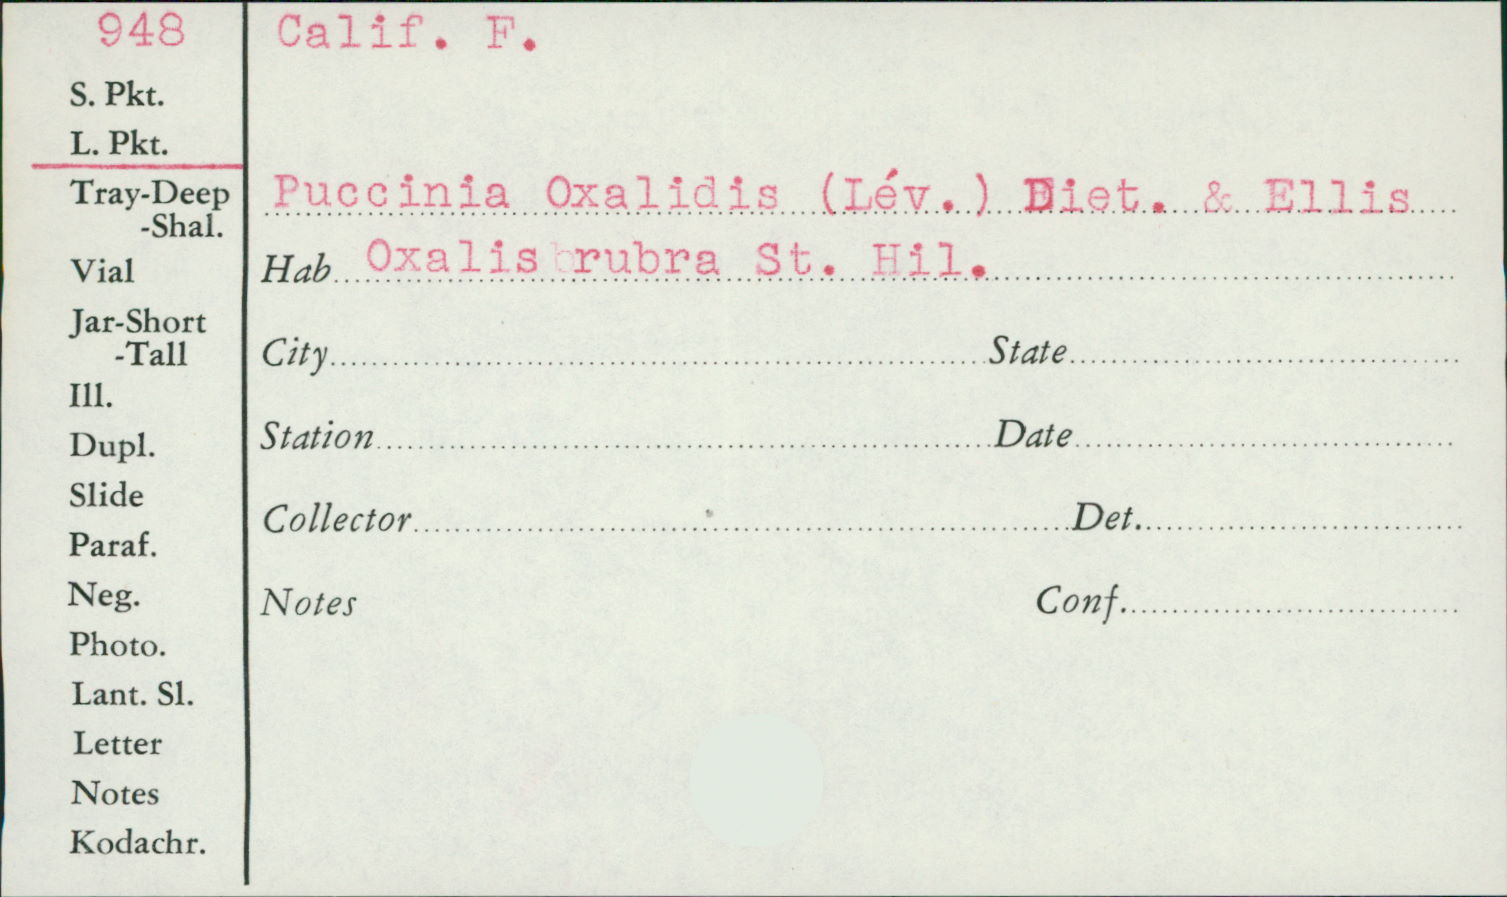 948
Calif. F.
S. Pkt.
L. Pkt.
Tray-Deep
-Shal.
Vial
Jar-Short
-Tall
Ill.
Dupl.
Slide
Paraf.
Neg.
Photo.
Lant. Sl.
Letter
Notes
Kodachr.
Puccinia Oxalidis (Lév.) Diet. & Ellis
Hab Oxalis rubra St. Hil.
City State
Station Date
Collector Det.
Notes Conf.